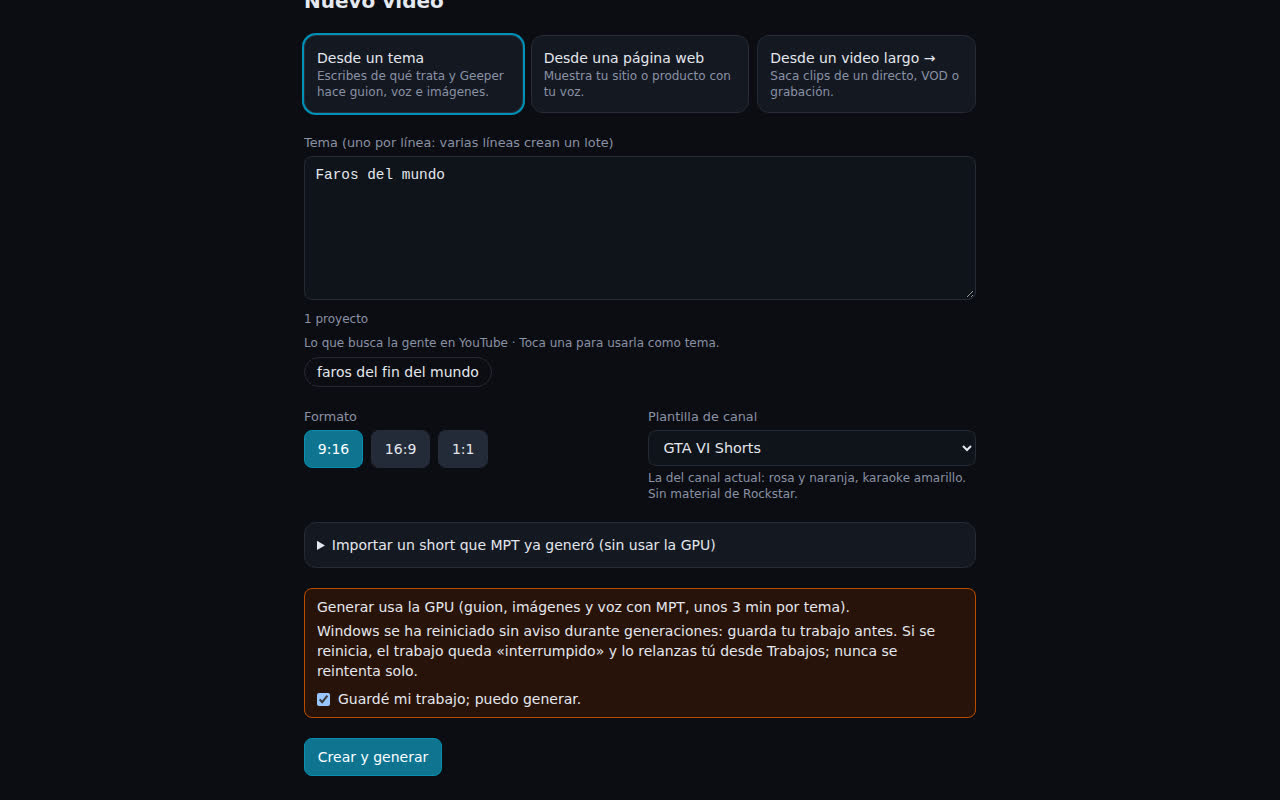 Nuevo video
Desde un tema
Escribes de qué trata y Geeper
hace guion, voz e imágenes.
Desde una página web
Muestra tu sitio o producto con
tu voz.
Desde un video largo →
Saca clips de un directo, VOD o
grabación.
Tema (uno por línea: varias líneas crean un lote)
Faros del mundo
1 proyecto
Lo que busca la gente en YouTube · Toca una para usarla como tema.
faros del fin del mundo
Formato
9:16
16:9
1:1
Plantilla de canal
GTA VI Shorts
La del canal actual: rosa y naranja, karaoke amarillo.
Sin material de Rockstar.
Importar un short que MPT ya generó (sin usar la GPU)
Generar usa la GPU (guion, imágenes y voz con MPT, unos 3 min por tema).
Windows se ha reiniciado sin aviso durante generaciones: guarda tu trabajo antes. Si se
reinicia, el trabajo queda «interrumpido» y lo relanzas tú desde Trabajos; nunca se
reintenta solo.
Guardé mi trabajo; puedo generar.
Crear y generar